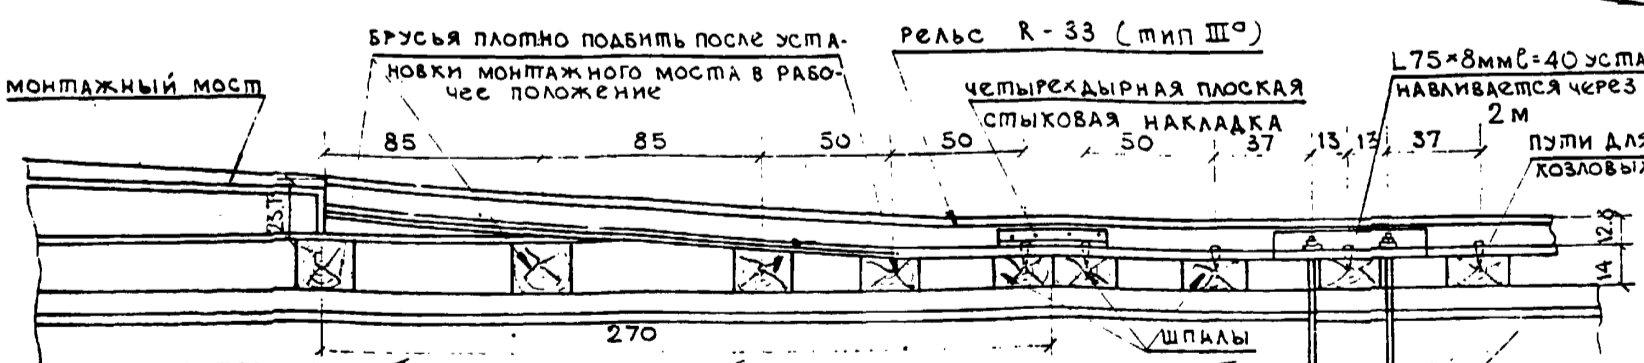 БРУСЬЯ ПЛОТНО ПОДБИТЬ ПОСЛЕ УСТА-
НОВКИ МОНТАЖНОГО МОСТА В РАБО-
ЧЕЕ ПОЛОЖЕНИЕ
РЕЛЬС R-33 (ТИП IIIа)
МОНТАЖНЫЙ МОСТ
ЧЕТЫРЕХДЫРНАЯ ПЛОСКАЯ
СТЫКОВАЯ НАКЛАДКА
L75×8мм ℓ=40 УСТА
НАВЛИВАЕТСЯ ЧЕРЕЗ
2 М
ПУТИ ДЛЯ
КОЗЛОВЫХ
85 85 50 50 50 37 13 13 37
12.8
14
270
ШПАЛЫ